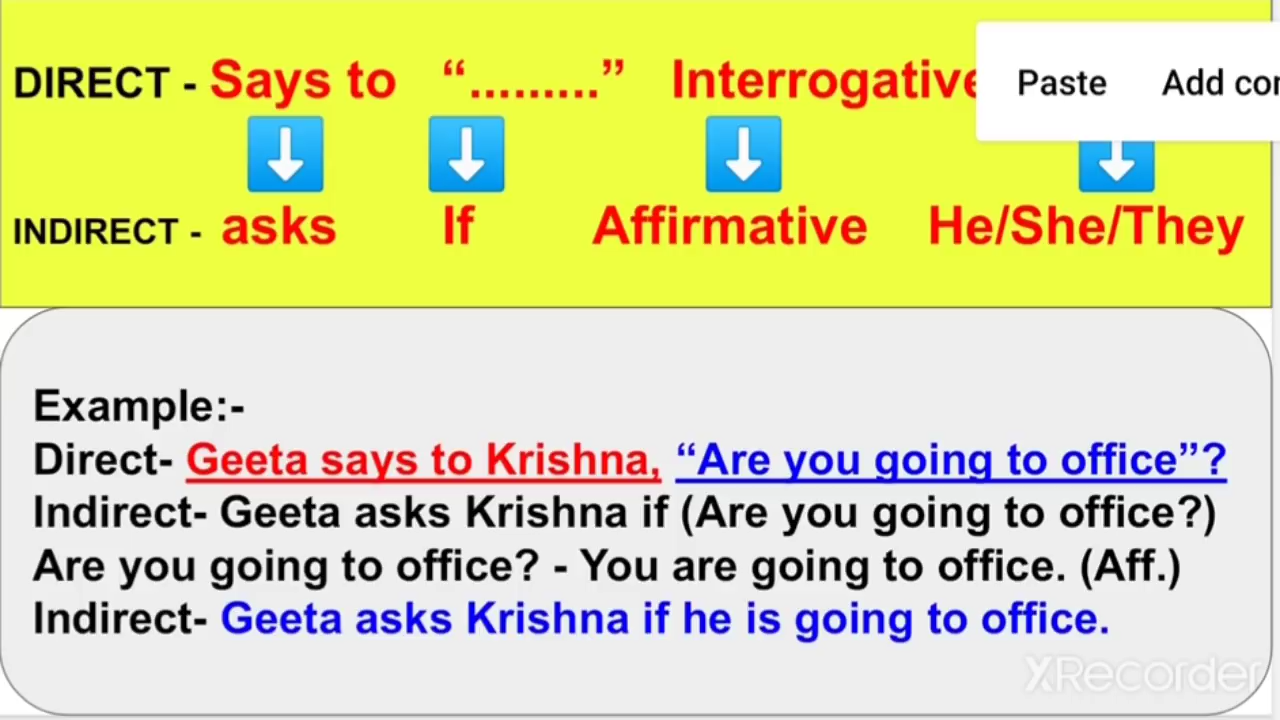 DIRECT - Says to “.........” Interrogative
Paste Add
INDIRECT - asks If Affirmative He/She/They
Example:-
Direct- Geeta says to Krishna, “Are you going to office”?
Indirect- Geeta asks Krishna if (Are you going to office?)
Are you going to office? - You are going to office. (Aff.)
Indirect- Geeta asks Krishna if he is going to office.
XRecorder